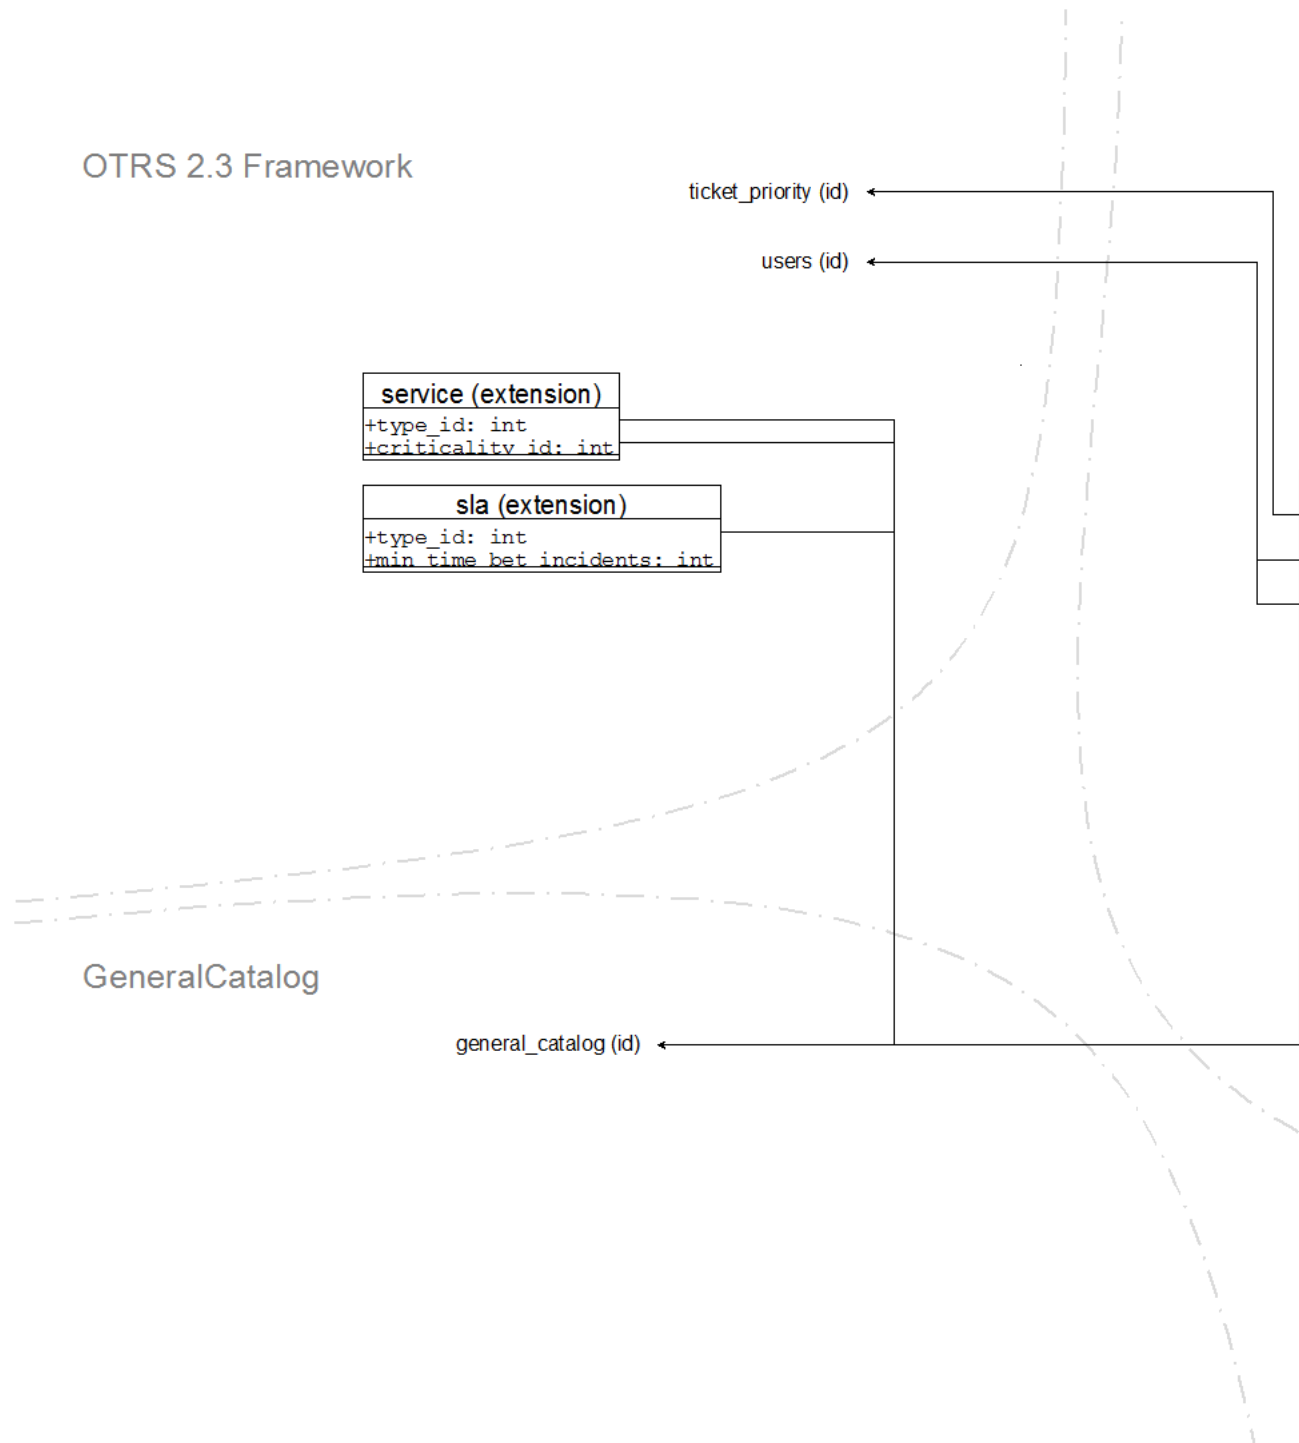 OTRS 2.3 Framework
ticket_priority (id)
users (id)
service (extension)
+type_id: int
+criticality_id: int
sla (extension)
+type_id: int
+min_time_bet_incidents: int
GeneralCatalog
general_catalog (id)